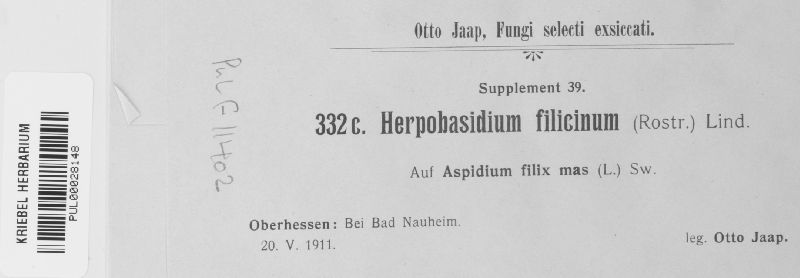 Otto Jaap, Fungi selecti exsiccati.
Supplement 39.
332 c. Herpobasidium filicinum (Rostr.) Lind.
Auf Aspidium filix mas (L.) Sw.
Oberhessen: Bei Bad Nauheim.
20. V. 1911.
leg. Otto Jaap.
Pul F 11402
KRIEBEL HERBARIUM
PUL00028148